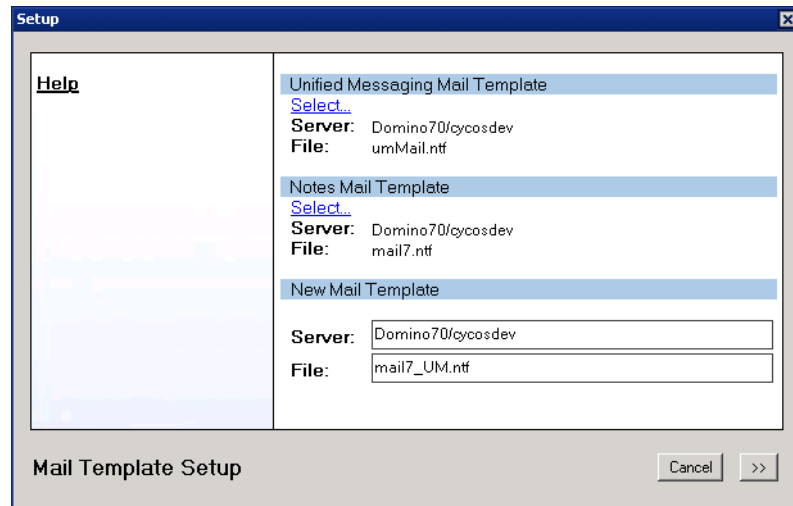 Setup
Help
Unified Messaging Mail Template
Select...
Server: Domino70/cycosdev
File: umMail.ntf
Notes Mail Template
Select...
Server: Domino70/cycosdev
File: mail7.ntf
New Mail Template
Server: Domino70/cycosdev
File: mail7_UM.ntf
Mail Template Setup
Cancel >>